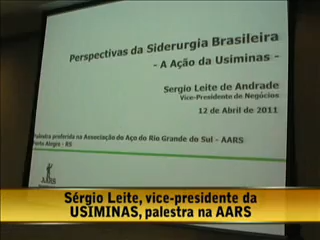 Perspectivas da Siderurgia Brasileira
- A Ação da Usiminas -
Sergio Leite de Andrade
Vice-Presidente de Negócios
12 de Abril de 2011
Palestra proferida na Associação do Aço do Rio Grande do Sul - AARS
Porto Alegre - RS
Sérgio Leite, vice-presidente da
USIMINAS, palestra na AARS